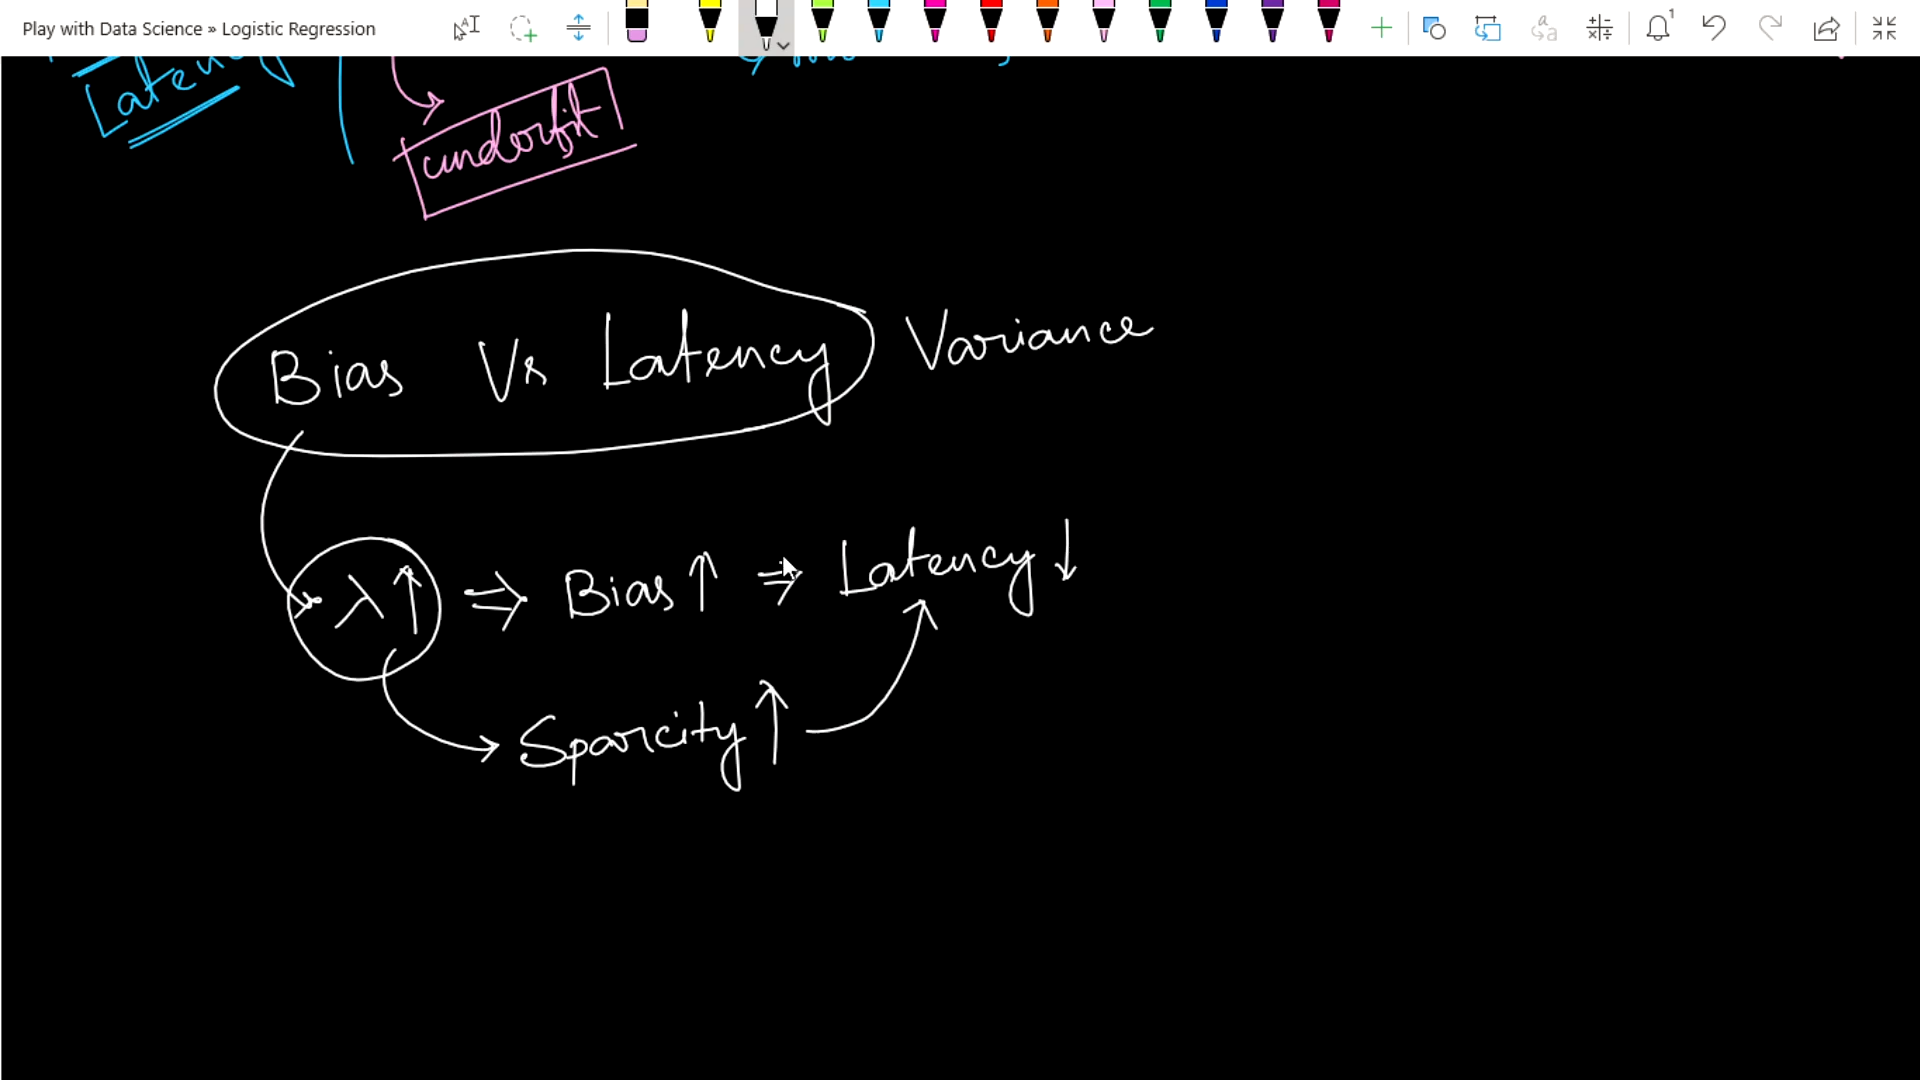 Play with Data Science » Logistic Regression
Latency
underfit
Bias Vs Latency Variance
λ↑ ⇒ Bias↑ ⇒ Latency↓
Sparcity↑